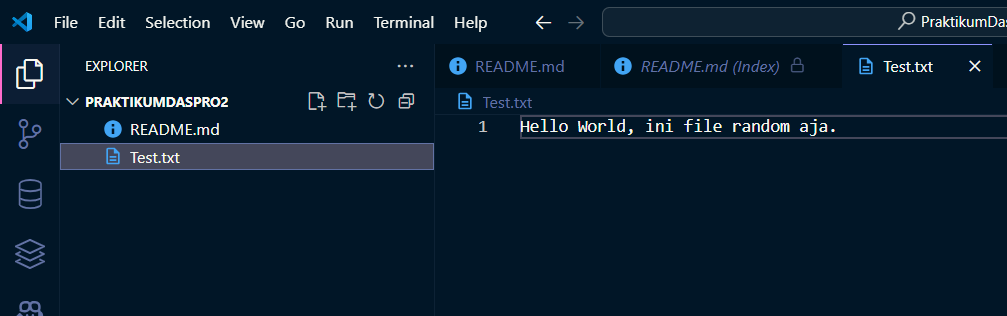 File Edit Selection View Go Run Terminal Help PraktikumDas
EXPLORER
README.md README.md (Index) Test.txt
PRAKTIKUMDASPRO2
README.md
Test.txt
Test.txt
1 Hello World, ini file random aja.